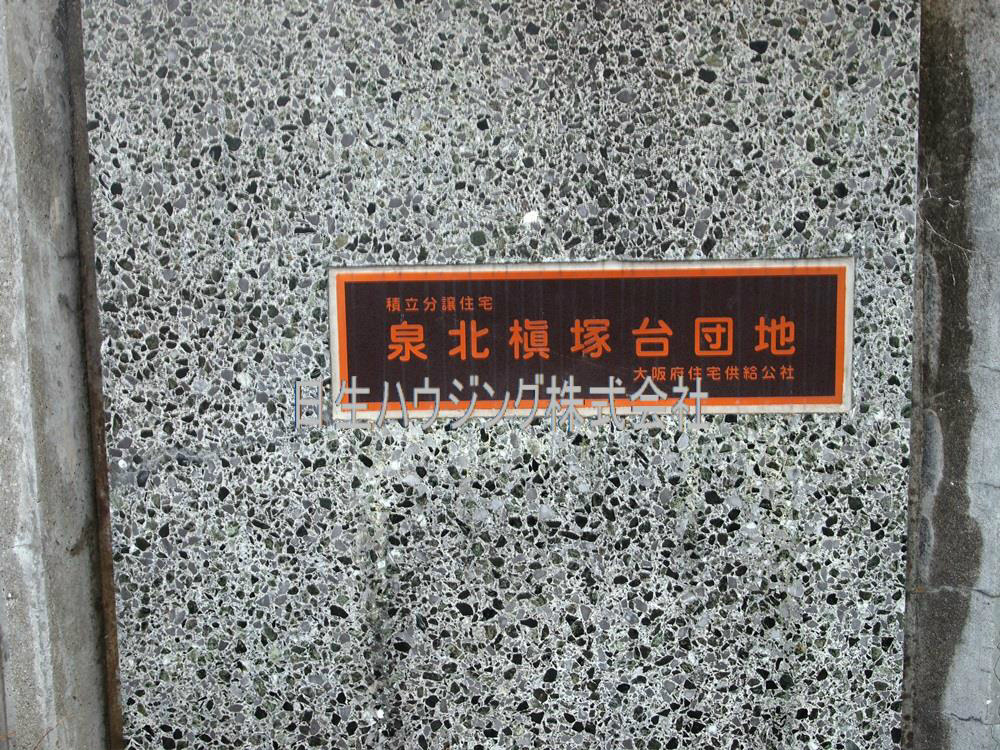 積立分譲住宅
泉北槇塚台団地
大阪府住宅供給公社
日生ハウジング株式会社